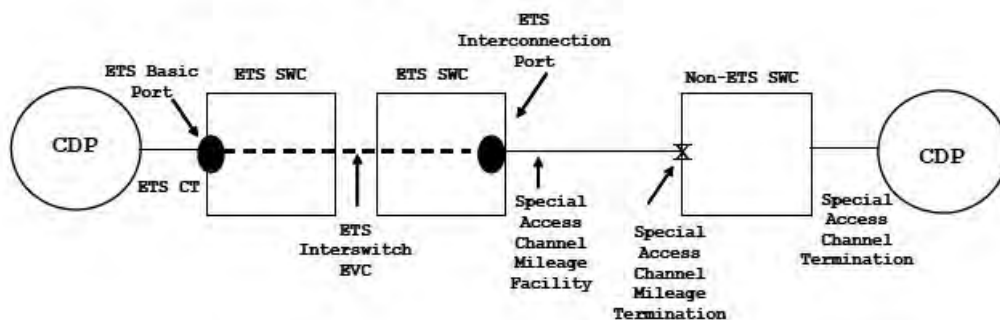 ETS
Interconnection
Port
ETS Basic
Port
ETS SWC
ETS SWC
Non-ETS SWC
CDP
CDP
ETS CT
ETS
Interswitch
EVC
Special
Access
Channel
Mileage
Facility
Special
Access
Channel
Mileage
Termination
Special
Access
Channel
Termination